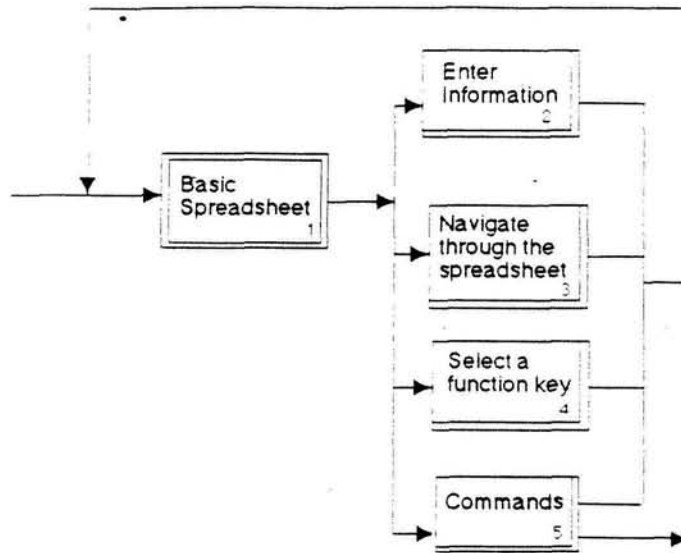 Basic
Spreadsheet
1
Enter
Information
2
Navigate
through the
spreadsheet
3
Select a
function key
4
Commands
5